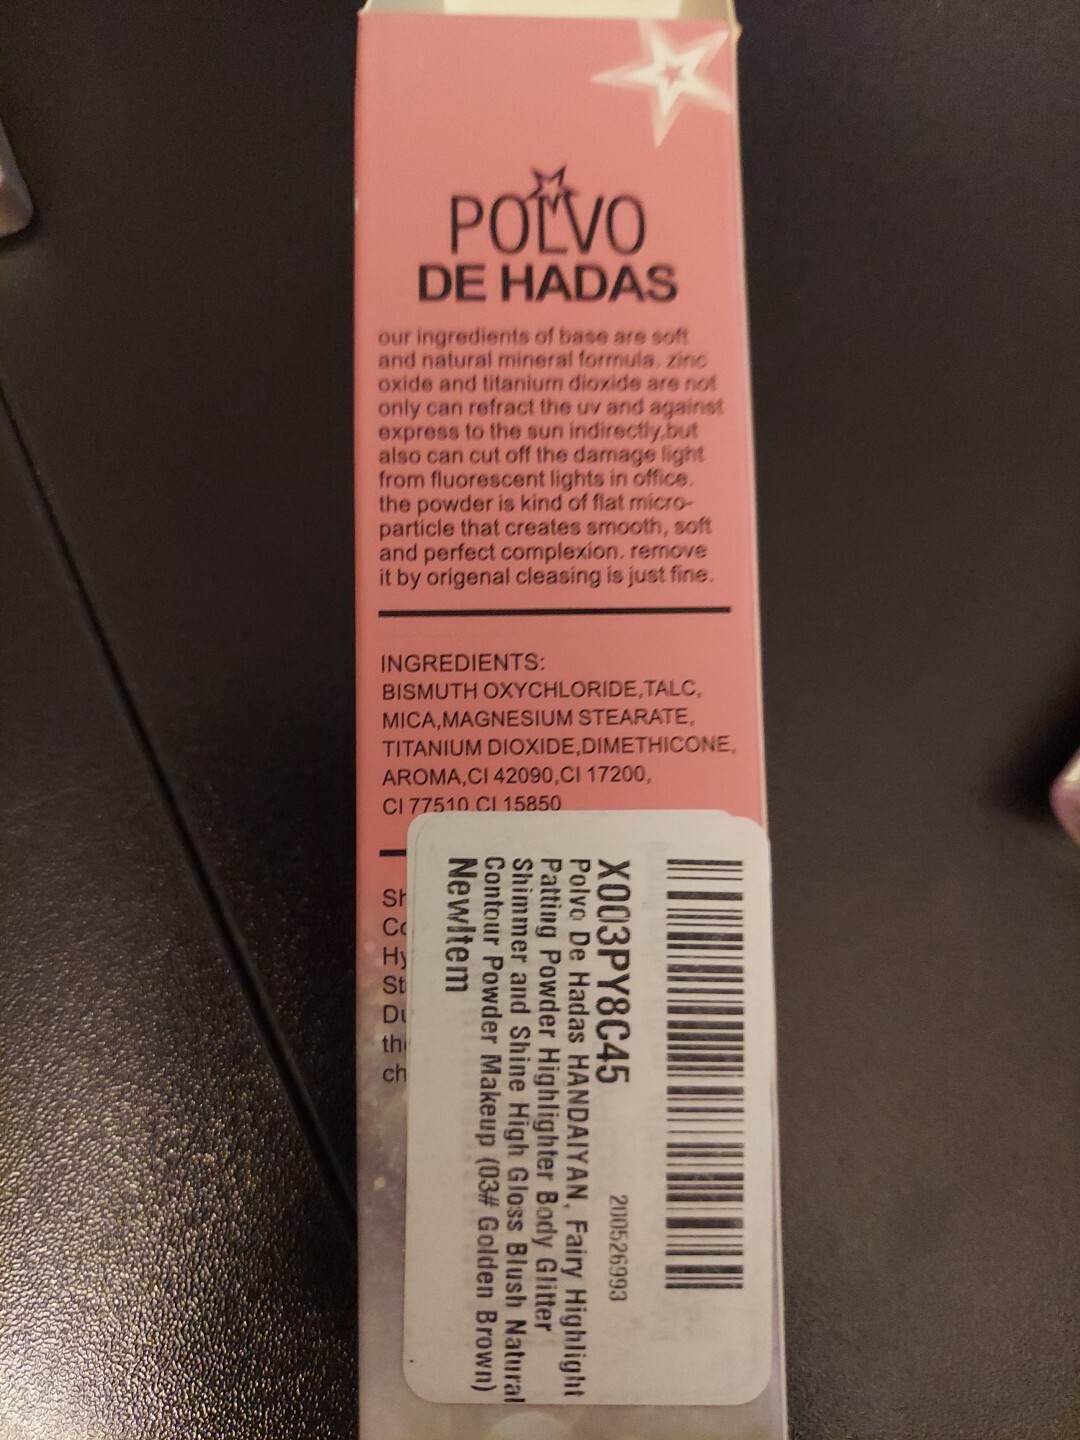 POLVO
DE HADAS
our ingredients of base are soft
and natural mineral formula. zinc
oxide and titanium dioxide are not
only can refract the uv and against
express to the sun indirectly,but
also can cut off the damage light
from fluorescent lights in office.
the powder is kind of flat micro-
particle that creates smooth, soft
and perfect complexion. remove
it by origenal cleasing is just fine.
INGREDIENTS:
BISMUTH OXYCHLORIDE,TALC,
MICA,MAGNESIUM STEARATE,
TITANIUM DIOXIDE,DIMETHICONE,
AROMA,CI 42090,CI 17200,
CI 77510,CI 15850
X003PY8C45
200526993
Polvo De Hadas HANDAIYAN, Fairy Highlight
Patting Powder Highlighter Body Glitter
Shimmer and Shine High Gloss Blush Natural
Contour Powder Makeup (03# Golden Brown)
NewItem